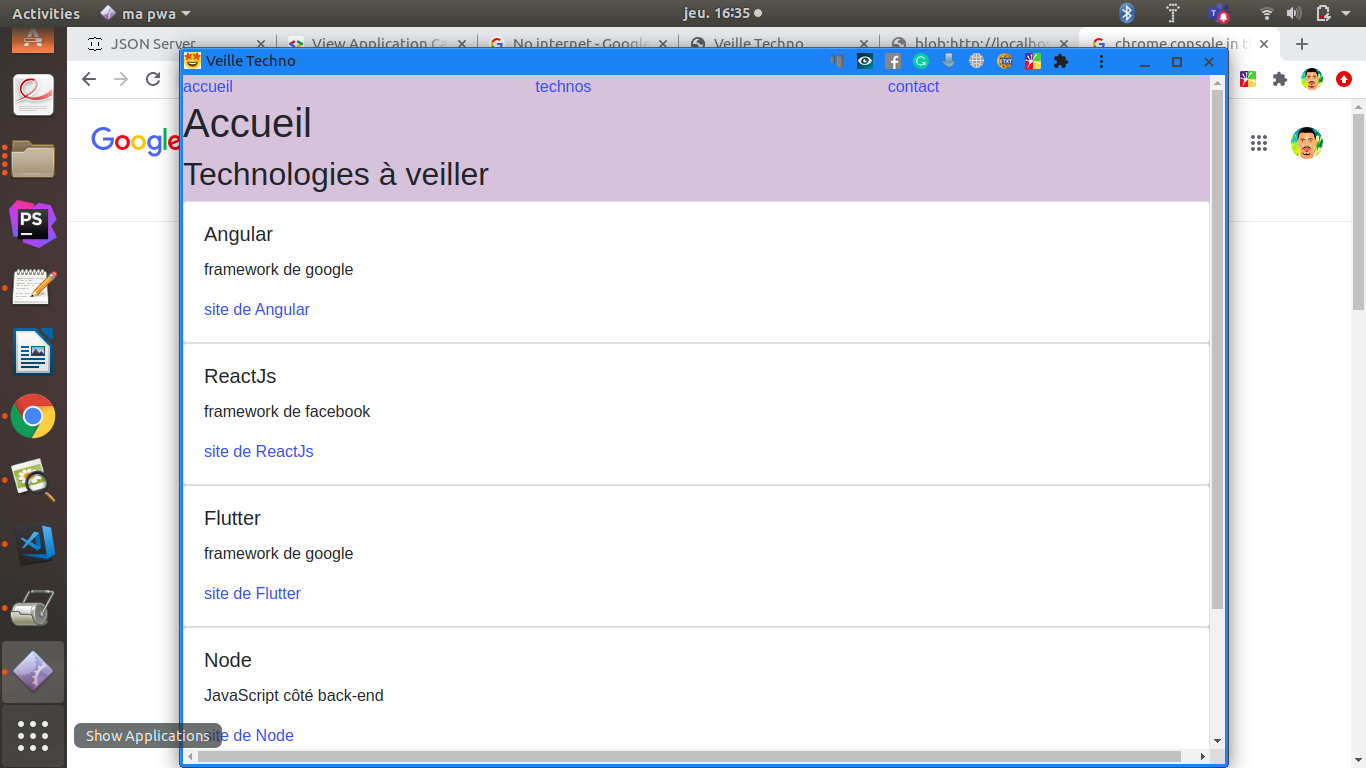 Activities
ma pwa
jeu. 16:35
JSON Server
View Application Ca
No internet - Google
Veille Techno
blob:http://localhos
chrome console in t
Veille Techno
Google
accueil technos contact
Accueil
Technologies à veiller
Angular
framework de google
site de Angular
ReactJs
framework de facebook
site de ReactJs
Flutter
framework de google
site de Flutter
Node
JavaScript côté back-end
site de Node
Show Applications
PS